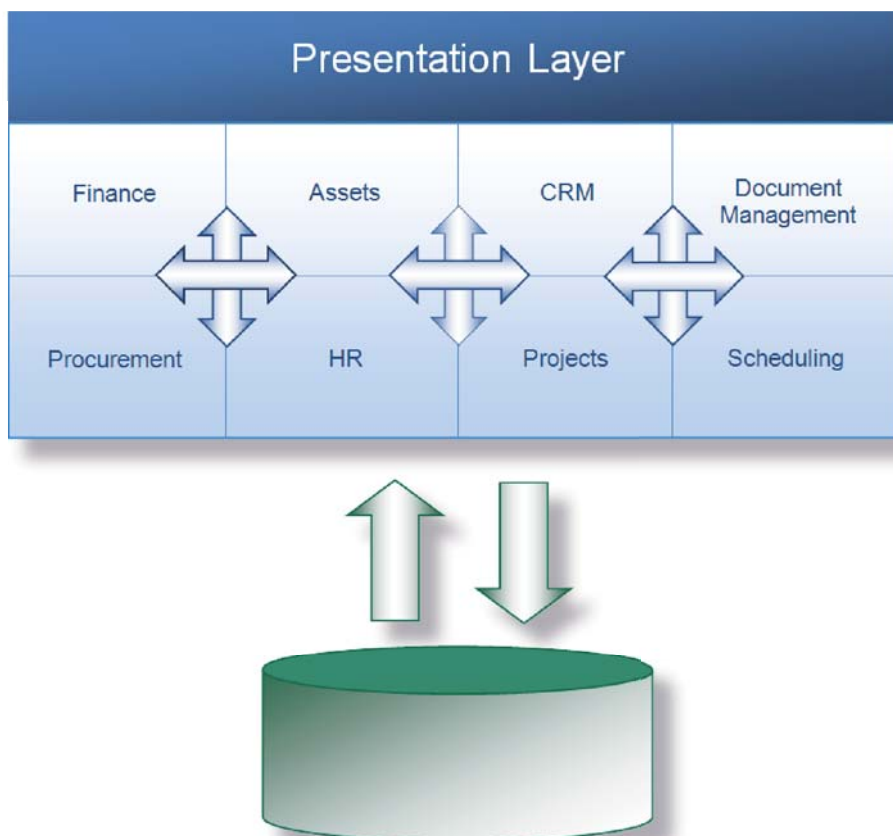 Presentation Layer
Finance
Assets
CRM
Document
Management
Procurement
HR
Projects
Scheduling